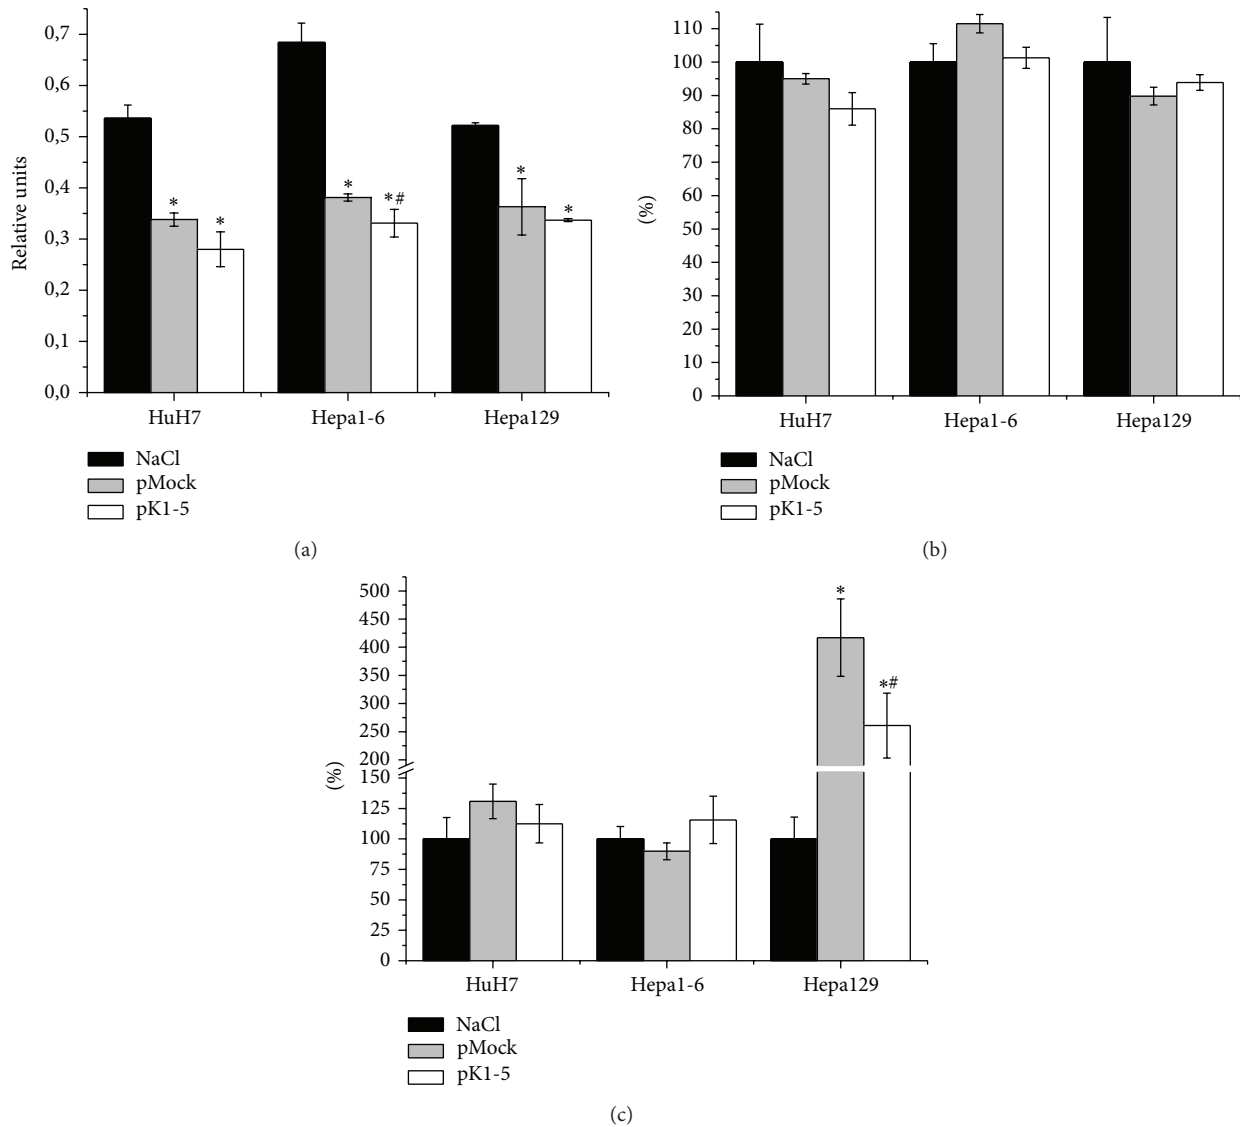 Relative units
0,7
0,6
0,5
0,4
0,3
0,2
0,1
0,0
*
*
*
*#
*
*
HuH7
Hepa1-6
Hepa129
NaCl
pMock
pK1-5
(a)
(%)
110
100
90
80
70
60
50
40
30
20
10
0
HuH7
Hepa1-6
Hepa129
NaCl
pMock
pK1-5
(b)
(%)
500
450
400
350
300
250
200
150
125
100
75
50
25
0
*
*#
HuH7
Hepa1-6
Hepa129
NaCl
pMock
pK1-5
(c)